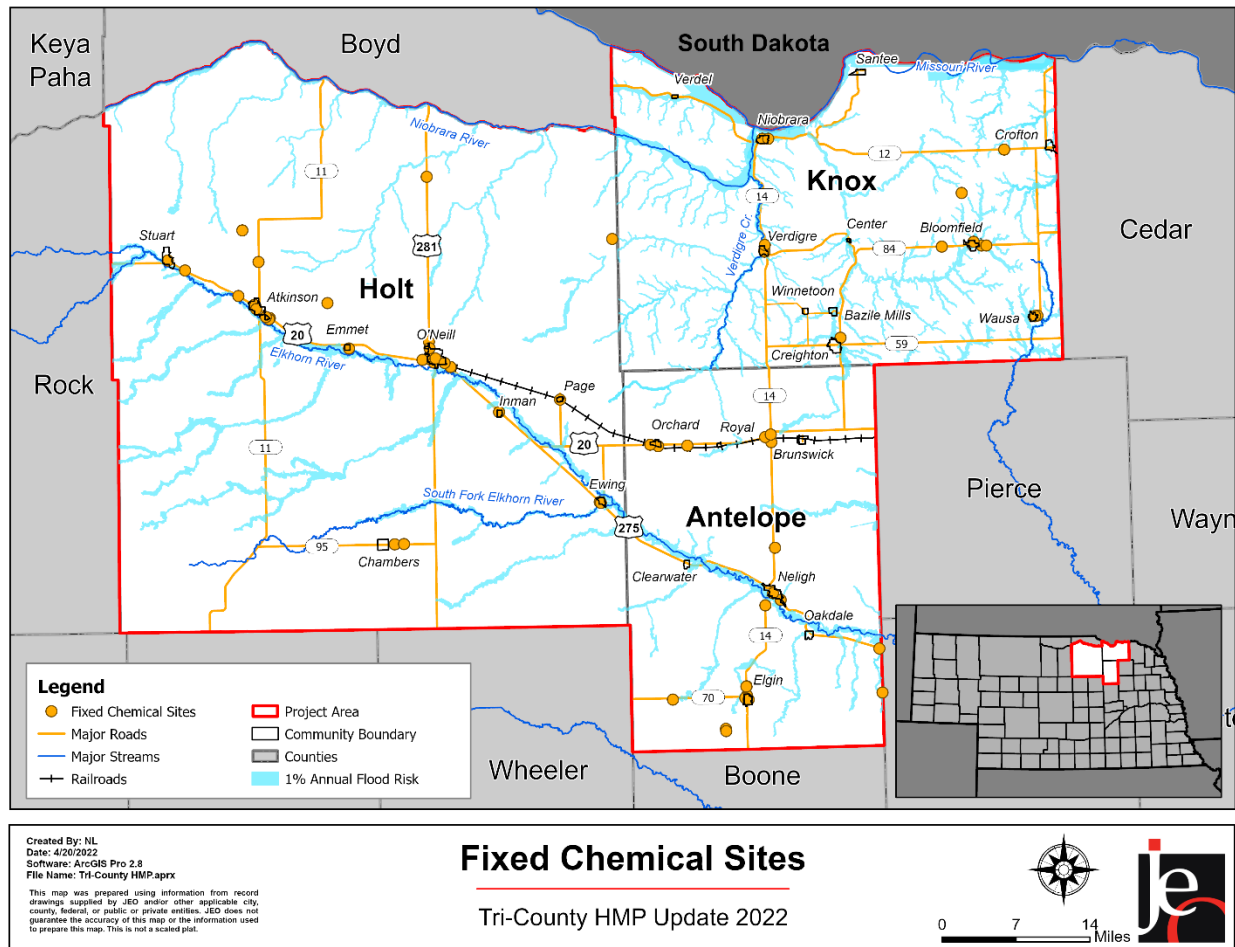 Keya
Paha
Boyd
South Dakota
Santee
Missouri River
Verdel
Niobrara
Niobrara River
Crofton
12
11
Knox
14
Stuart
281
Verdigre Cr.
Verdigre
Center
Bloomfield
84
Cedar
Holt
Atkinson
Winnetoon
Bazile Mills
Wausa
20
Emmet
O'Neill
Elkhorn River
Creighton
59
Rock
Page
14
Inman
Orchard
Royal
11
20
Brunswick
Ewing
South Fork Elkhorn River
Pierce
Antelope
275
Wayn
95
Chambers
Clearwater
Neligh
Oakdale
14
Elgin
70
Wheeler
Boone
Legend
Fixed Chemical Sites
Major Roads
Major Streams
Railroads
Project Area
Community Boundary
Counties
1% Annual Flood Risk
Created By: NL
Date: 4/20/2022
Software: ArcGIS Pro 2.8
File Name: Tri-County HMP.aprx
This map was prepared using information from record
drawings supplied by JEO and/or other applicable city,
county, federal, or public or private entities. JEO does not
guarantee the accuracy of this map or the information used
to prepare this map. This is not a scaled plat.
Fixed Chemical Sites
Tri-County HMP Update 2022
0 7 14
Miles
jeo